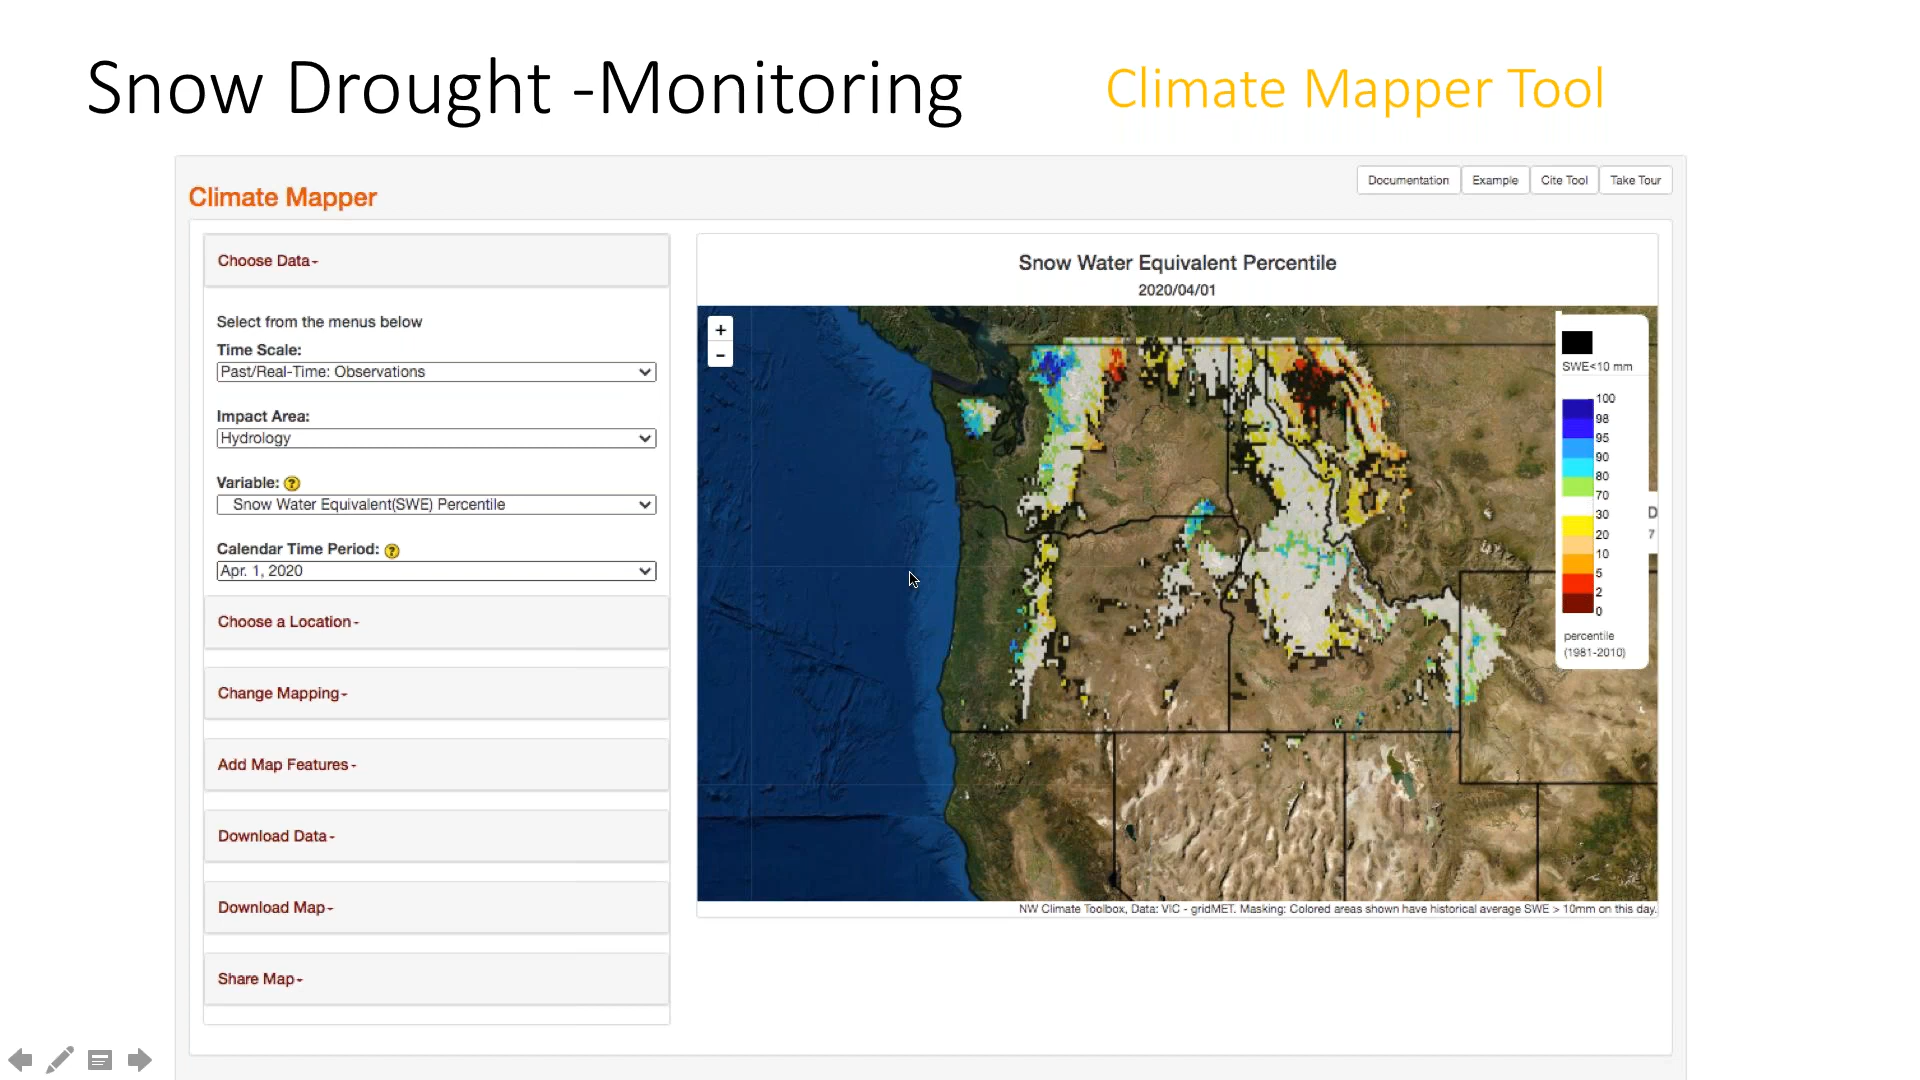 Snow Drought -Monitoring
Climate Mapper Tool
Climate Mapper
Documentation
Example
Cite Tool
Take Tour
Choose Data
Select from the menus below
Time Scale:
Past/Real-Time: Observations
Impact Area:
Hydrology
Variable: ?
Snow Water Equivalent(SWE) Percentile
Calendar Time Period: ?
Apr. 1, 2020
Choose a Location
Change Mapping
Add Map Features
Download Data
Download Map
Share Map
Snow Water Equivalent Percentile
2020/04/01
+
-
SWE<10 mm
100
98
95
90
80
70
30
20
10
5
2
0
percentile
(1981-2010)
D
7
NW Climate Toolbox, Data: VIC - gridMET. Masking: Colored areas shown have historical average SWE > 10mm on this day.